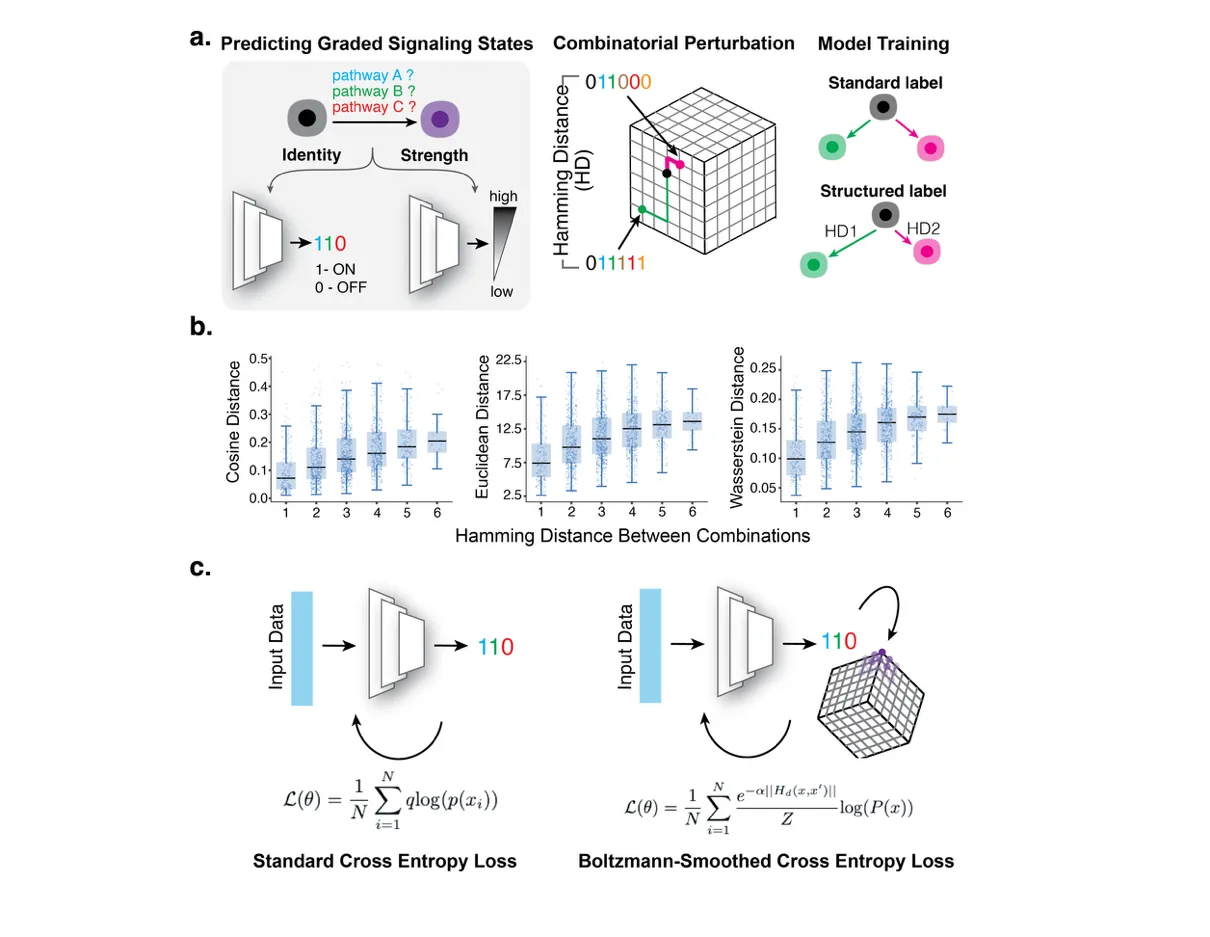 a.
Predicting Graded Signaling States
pathway A ?
pathway B ?
pathway C ?
Identity
Strength
110
1- ON
0 - OFF
high
low
Combinatorial Perturbation
Hamming Distance
(HD)
011000
011111
Model Training
Standard label
Structured label
HD1
HD2
b.
Cosine Distance
0.5
0.4
0.3
0.2
0.1
0.0
1 2 3 4 5 6
Euclidean Distance
22.5
17.5
12.5
7.5
2.5
1 2 3 4 5 6
Wasserstein Distance
0.25
0.20
0.15
0.10
0.05
1 2 3 4 5 6
Hamming Distance Between Combinations
c.
Input Data
110
L(θ) = 1/N ∑_{i=1}^{N} qlog(p(x_i))
Standard Cross Entropy Loss
Input Data
110
L(θ) = 1/N ∑_{i=1}^{N} e^{-α||H_d(x,x')||}/Z log(P(x))
Boltzmann-Smoothed Cross Entropy Loss